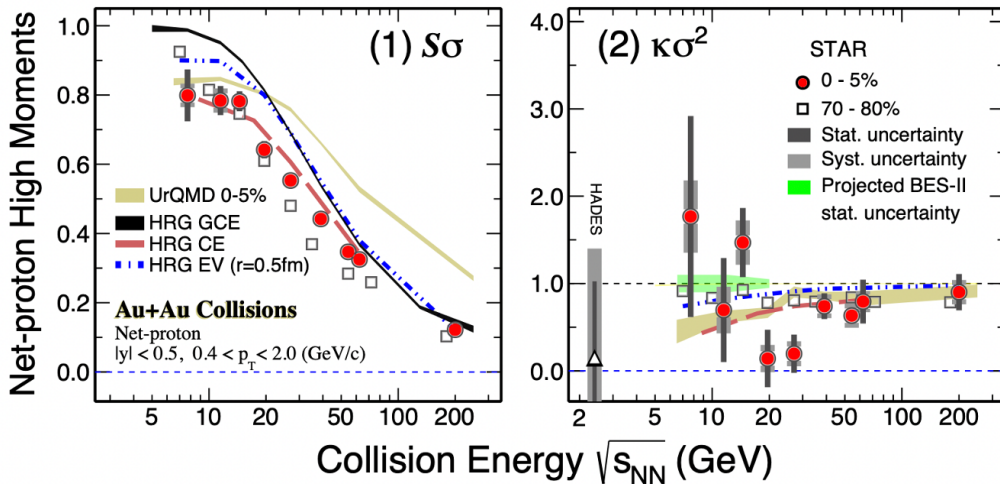 Net-proton High Moments
(1) Sσ
1.0
0.8
0.6
0.4
0.2
0.0
UrQMD 0-5%
HRG GCE
HRG CE
HRG EV (r=0.5fm)
Au+Au Collisions
Net-proton
|y| < 0.5, 0.4 < p_T < 2.0 (GeV/c)
5 10 20 50 100 200
(2) κσ²
4.0
3.0
2.0
1.0
0.0
STAR
0 - 5%
70 - 80%
Stat. uncertainty
Syst. uncertainty
Projected BES-II
stat. uncertainty
HADES
2 5 10 20 50 100 200
Collision Energy √s_NN (GeV)